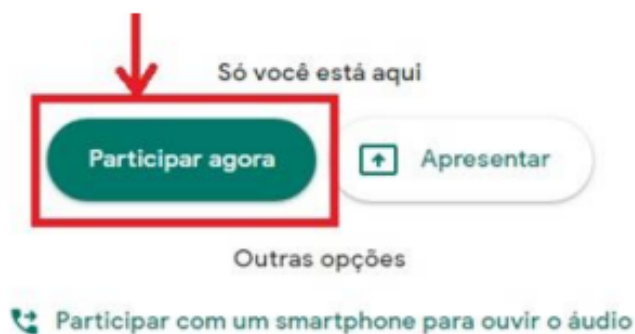 Só você está aqui
Participar agora
Apresentar
Outras opções
Participar com um smartphone para ouvir o áudio